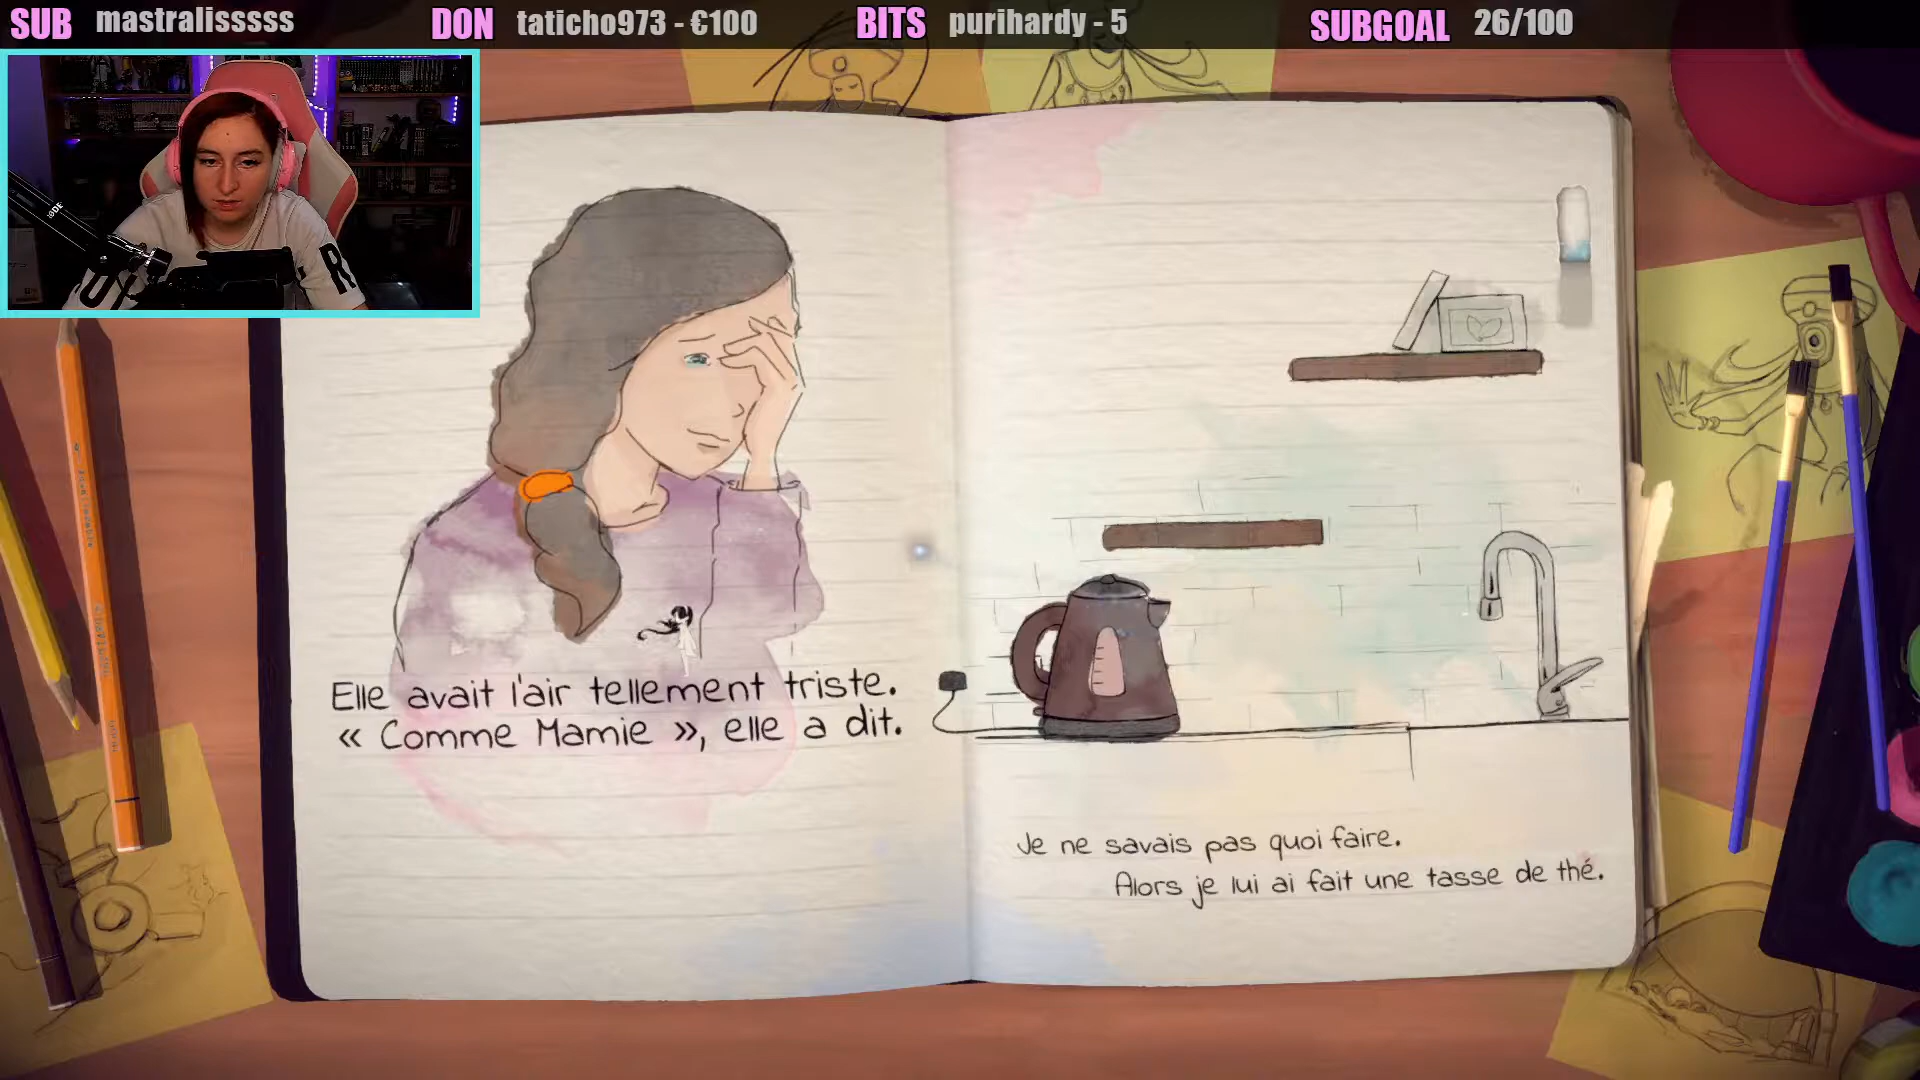 SUB mastralisssss DON taticho973 - €100 BITS purihardy - 5 SUBGOAL 26/100
Elle avait l'air tellement triste.
« Comme Mamie », elle a dit.
Je ne savais pas quoi faire.
Alors je lui ai fait une tasse de thé.